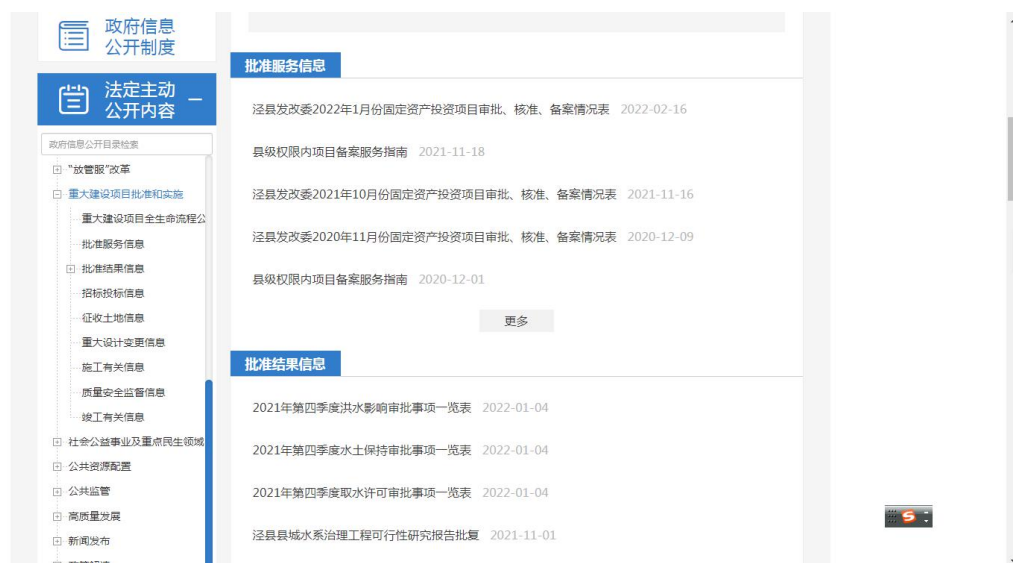 政府信息
公开制度
法定主动
公开内容
政府信息公开目录检索
"放管服"改革
重大建设项目批准和实施
重大建设项目全生命流程公
批准服务信息
批准结果信息
招标投标信息
征收土地信息
重大设计变更信息
施工有关信息
质量安全监督信息
竣工有关信息
社会公益事业及重点民生领域
公共资源配置
公共监管
高质量发展
新闻发布
批准服务信息
泾县发改委2022年1月份固定资产投资项目审批、核准、备案情况表 2022-02-16
县级权限内项目备案服务指南 2021-11-18
泾县发改委2021年10月份固定资产投资项目审批、核准、备案情况表 2021-11-16
泾县发改委2020年11月份固定资产投资项目审批、核准、备案情况表 2020-12-09
县级权限内项目备案服务指南 2020-12-01
更多
批准结果信息
2021年第四季度洪水影响审批事项一览表 2022-01-04
2021年第四季度水土保持审批事项一览表 2022-01-04
2021年第四季度取水许可审批事项一览表 2022-01-04
泾县县城水系治理工程可行性研究报告批复 2021-11-01
S